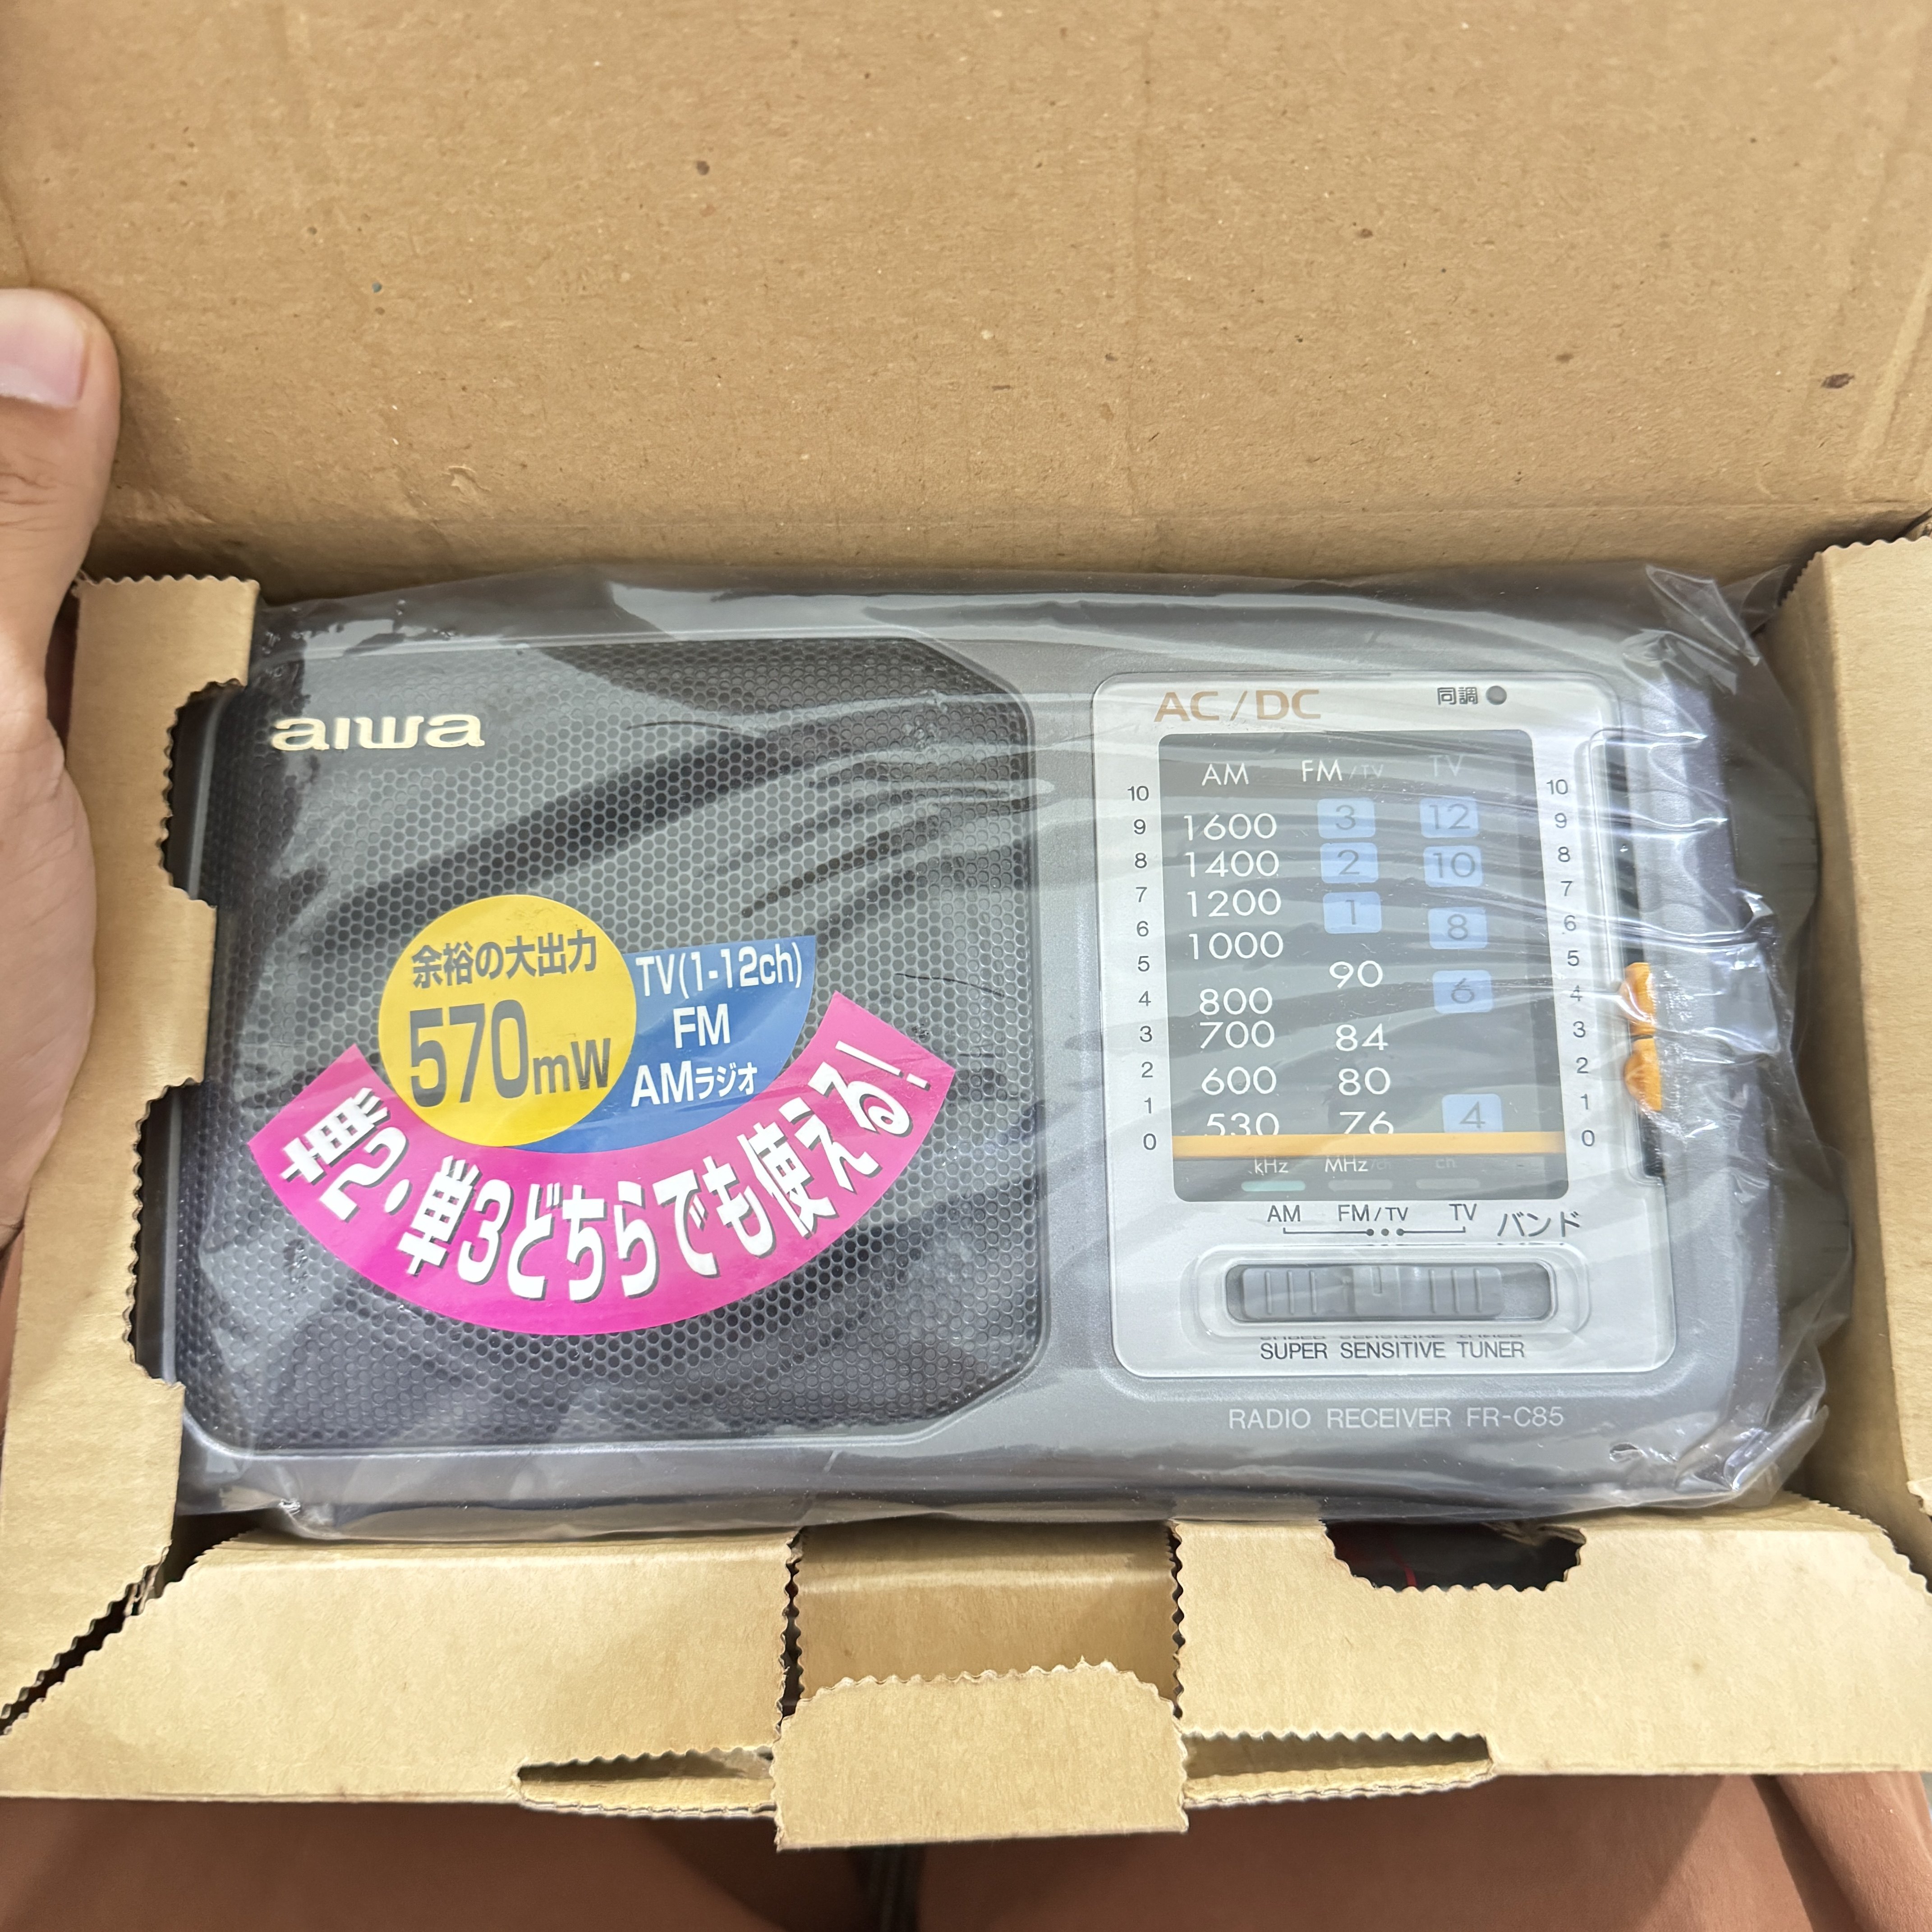 aiwa
AC/DC
同調
AM FM/TV TV
10 10
9 1600 3 12 9
8 1400 2 10 8
7 1200 1 7
6 1000 8 6
5 90 5
4 800 6 4
3 700 84 3
2 600 80 2
1 530 76 4 1
0 0
kHz MHz/ch ch
AM FM/TV TV バンド
SUPER SENSITIVE TUNER
RADIO RECEIVER FR-C85
余裕の大出力
570mW
TV(1-12ch)
FM
AMラジオ
単2・単3どちらでも使える!